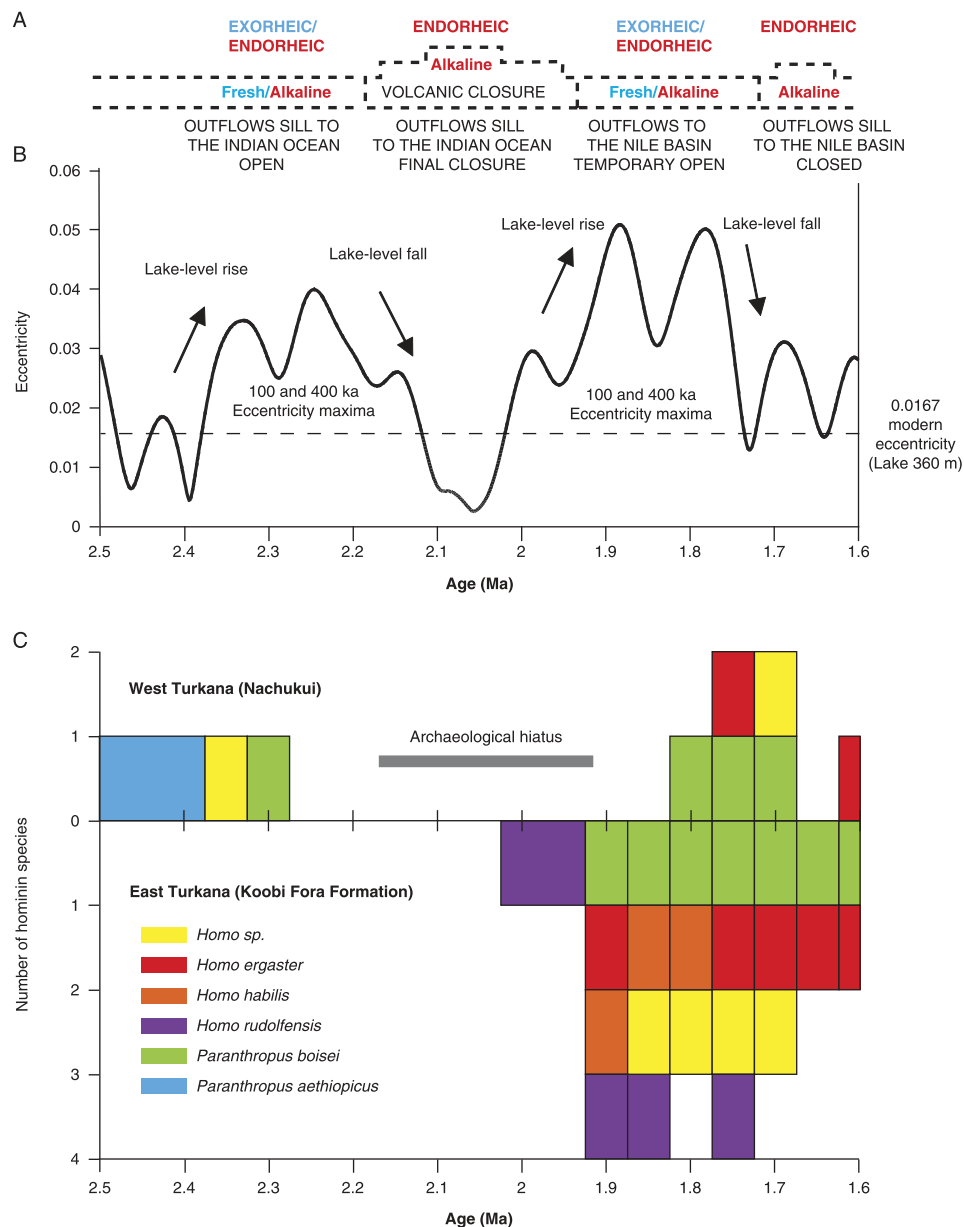 A
EXORHEIC/
ENDORHEIC
ENDORHEIC
EXORHEIC/
ENDORHEIC
ENDORHEIC
Fresh/Alkaline
Alkaline
VOLCANIC CLOSURE
Fresh/Alkaline
Alkaline
OUTFLOWS SILL TO
THE INDIAN OCEAN
OPEN
OUTFLOWS SILL
TO THE INDIAN OCEAN
FINAL CLOSURE
OUTFLOWS TO
THE NILE BASIN
TEMPORARY OPEN
OUTFLOWS SILL
TO THE NILE BASIN
CLOSED
B
0.06
0.05
0.04
0.03
0.02
0.01
0
Eccentricity
Lake-level rise
Lake-level fall
Lake-level rise
Lake-level fall
100 and 400 ka
Eccentricity maxima
100 and 400 ka
Eccentricity maxima
0.0167
modern
eccentricity
(Lake 360 m)
2.5
2.4
2.3
2.2
2.1
2
1.9
1.8
1.7
1.6
Age (Ma)
C
2
1
0
1
2
3
4
Number of hominin species
West Turkana (Nachukui)
Archaeological hiatus
East Turkana (Koobi Fora Formation)
Homo sp.
Homo ergaster
Homo habilis
Homo rudolfensis
Paranthropus boisei
Paranthropus aethiopicus
2.5
2.4
2.3
2.2
2.1
2
1.9
1.8
1.7
1.6
Age (Ma)